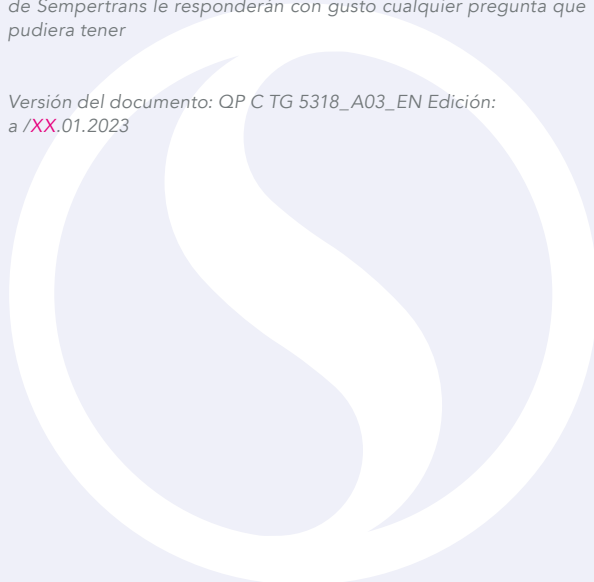 de Sempertrans le responderán con gusto cualquier pregunta que
pudiera tener
Versión del documento: QP C TG 5318_A03_EN Edición:
a /XX.01.2023